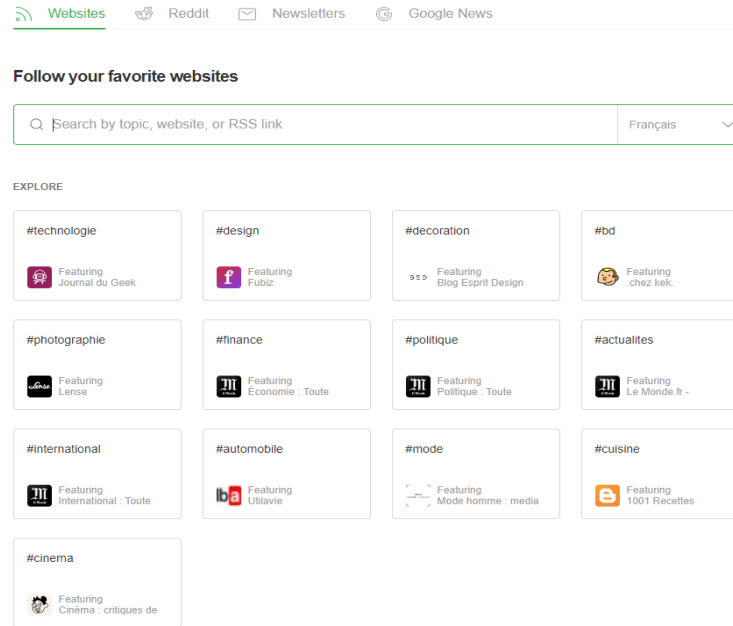 Websites Reddit Newsletters Google News
Follow your favorite websites
Search by topic, website, or RSS link Français
EXPLORE
#technologie #design #decoration #bd
Featuring Featuring Featuring Featuring
Journal du Geek Fubiz Blog Esprit Design .chez kek.
#photographie #finance #politique #actualites
Featuring Featuring Featuring Featuring
Lense Économie : Toute Politique : Toute Le Monde.fr -
#international #automobile #mode #cuisine
Featuring Featuring Featuring Featuring
International : Toute Utilavie Mode homme : media 1001 Recettes
#cinema
Featuring
Cinéma : critiques de